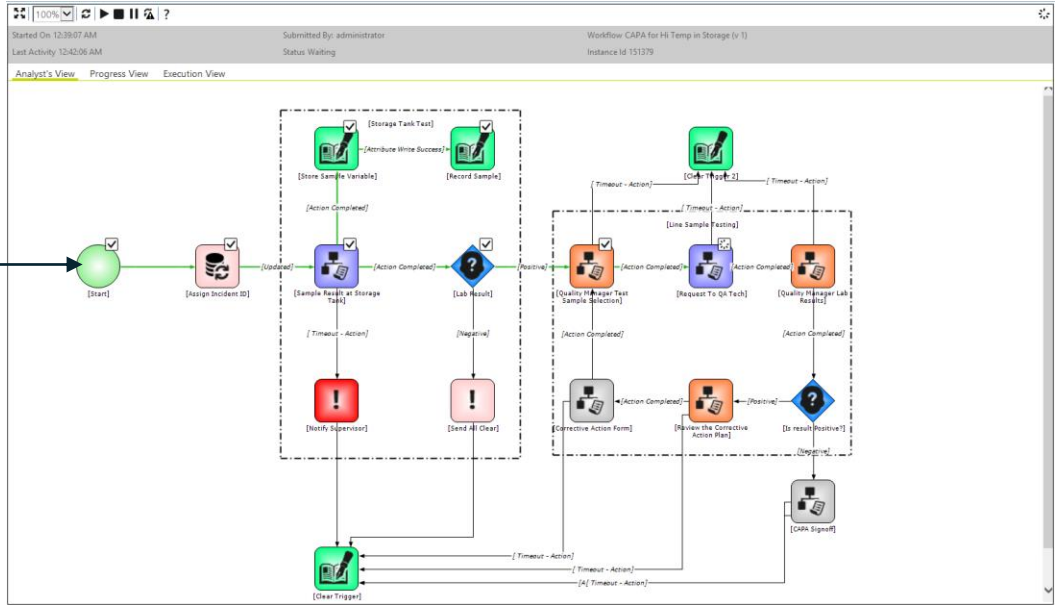 100%
?
Started On 12:39:07 AM
Submitted By: administrator
Workflow CAPA for Hi Temp in Storage (v 1)
Last Activity 12:42:06 AM
Status Waiting
Instance Id 151379
Analyst's View
Progress View
Execution View
[Storage Tank Test]
[Attribute Write Success]
[Store Sample Variable]
[Record Sample]
[Clear Trigger 2]
[ Timeout - Action]
[ Timeout - Action]
[Action Completed]
[ Timeout - Action]
[Line Sample Testing]
[Updated]
[Action Completed]
[Positive]
[Action Completed]
[Action Completed]
[Start]
[Assign Incident ID]
[Sample Result at Storage
Tank]
[Lab Result]
[Quality Manager Test
Sample Selection]
[Request To QA Tech]
[Quality Manager Lab
Results]
[ Timeout - Action]
[Negative]
[Action Completed]
[Action Completed]
!
!
[Action Completed]
[Positive]
[Notify Supervisor]
[Send All Clear]
[Corrective Action Form]
[Review the Corrective
Action Plan]
[Is result Positive?]
[Negative]
[CAPA Signoff]
[ Timeout - Action]
[ Timeout - Action]
[ Timeout - Action]
[Clear Trigger]